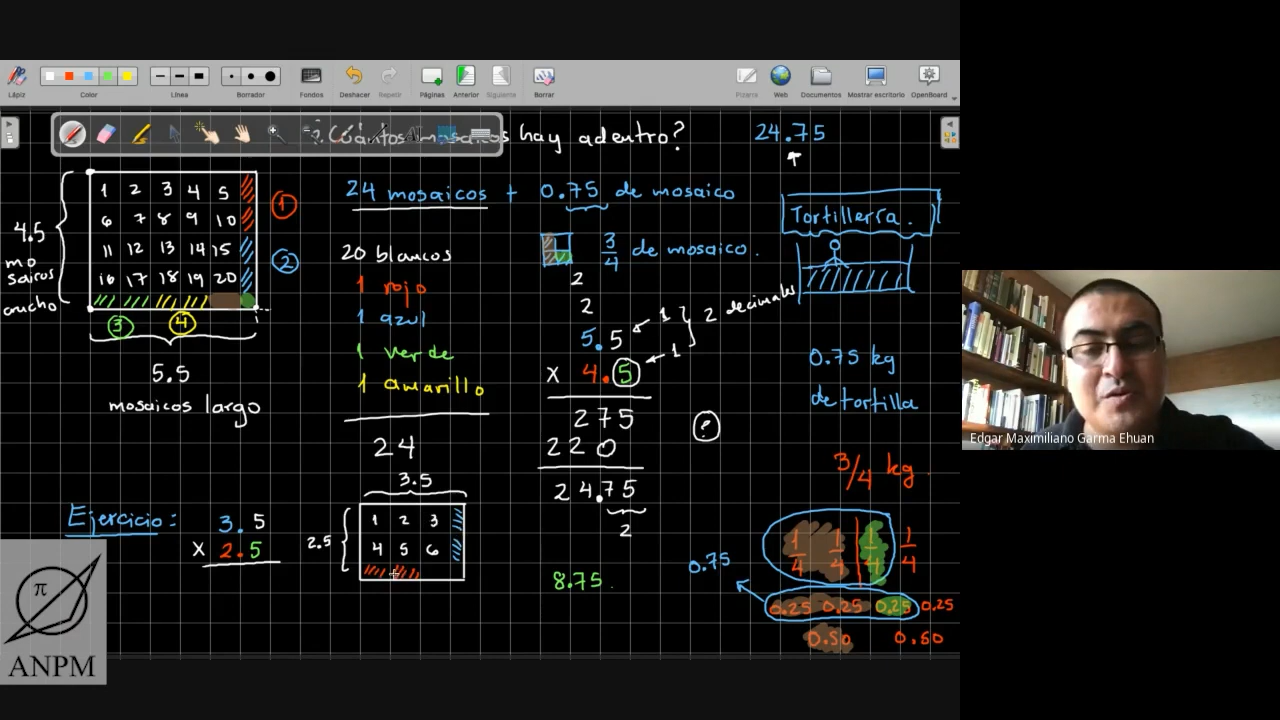 Lápiz
Color
Línea
Borrador
Fondos
Deshacer
Repetir
Páginas
Anterior
Siguiente
Borrar
Pizarra
Web
Documentos
Mostrar escritorio
OpenBoard
¿Cuántos mosaicos hay adentro?
24.75
1 2 3 4 5
6 7 8 9 10
11 12 13 14 15
16 17 18 19 20
1
2
3
4
4.5
mo
saicos
ancho
5.5
mosaicos largo
24 mosaicos + 0.75 de mosaico
3/4 de mosaico.
20 blancos
1 rojo
1 azul
1 verde
1 amarillo
24
2
2
5.5
x 4.5
1
1
2 decimales
275
220
24.75
2
?
Tortillería.
0.75 kg
de tortilla
3/4 kg.
1/4 1/4 1/4 1/4
0.75
0.25 0.25 0.25 0.25
0.50 0.50
Ejercicio:
3.5
x 2.5
3.5
2.5
1 2 3
4 5 6
8.75.
π
ANPM
Edgar Maximiliano Garma Ehuan